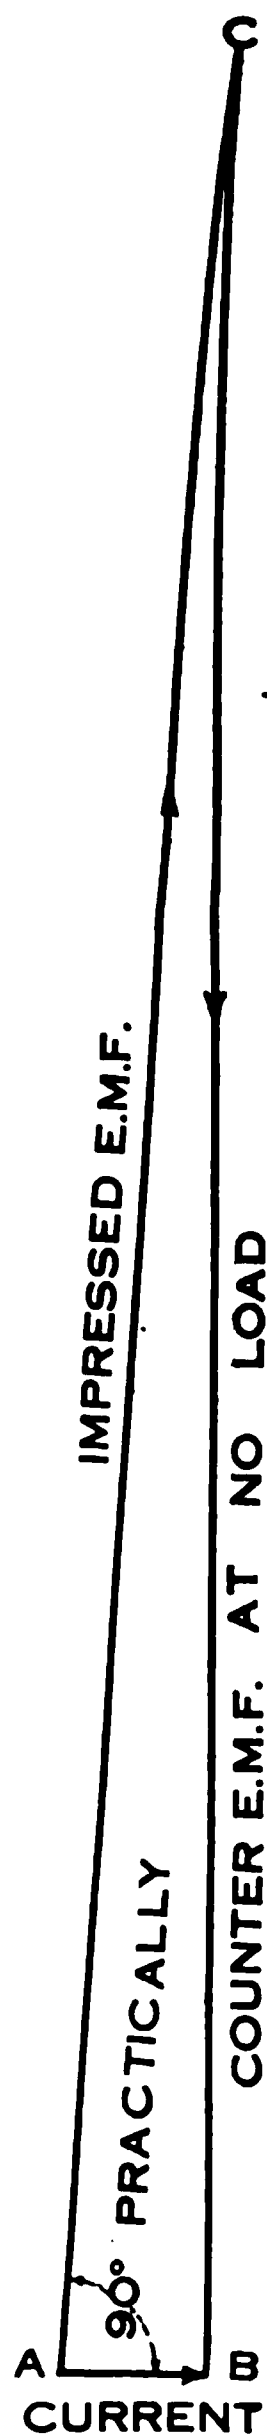 C
IMPRESSED E.M.F.
COUNTER E.M.F. AT NO LOAD
90° PRACTICALLY
A
B
CURRENT